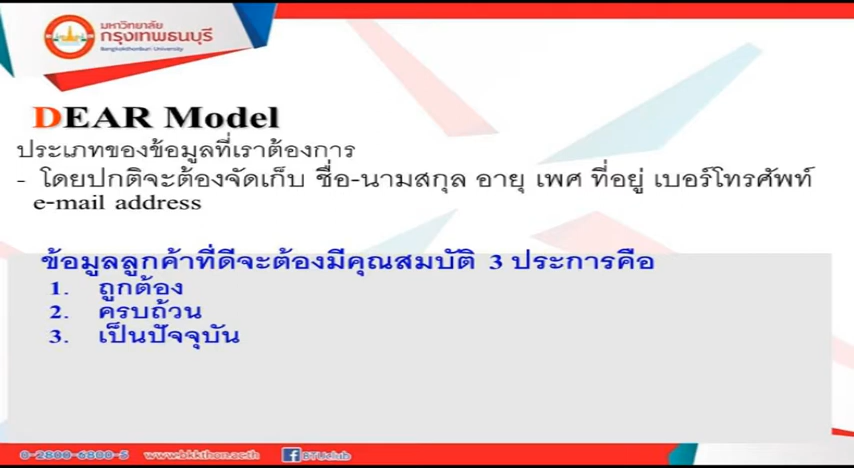 มหาวิทยาลัย
กรุงเทพธนบุรี
Bangkokthonburi University
DEAR Model
ประเภทของข้อมูลที่เราต้องการ
- โดยปกติจะต้องจัดเก็บ ชื่อ-นามสกุล อายุ เพศ ที่อยู่ เบอร์โทรศัพท์
e-mail address
ข้อมูลลูกค้าที่ดีจะต้องมีคุณสมบัติ 3 ประการคือ
1. ถูกต้อง
2. ครบถ้วน
3. เป็นปัจจุบัน
0-2800-6800-5 www.bkkthon.ac.th BTUclub